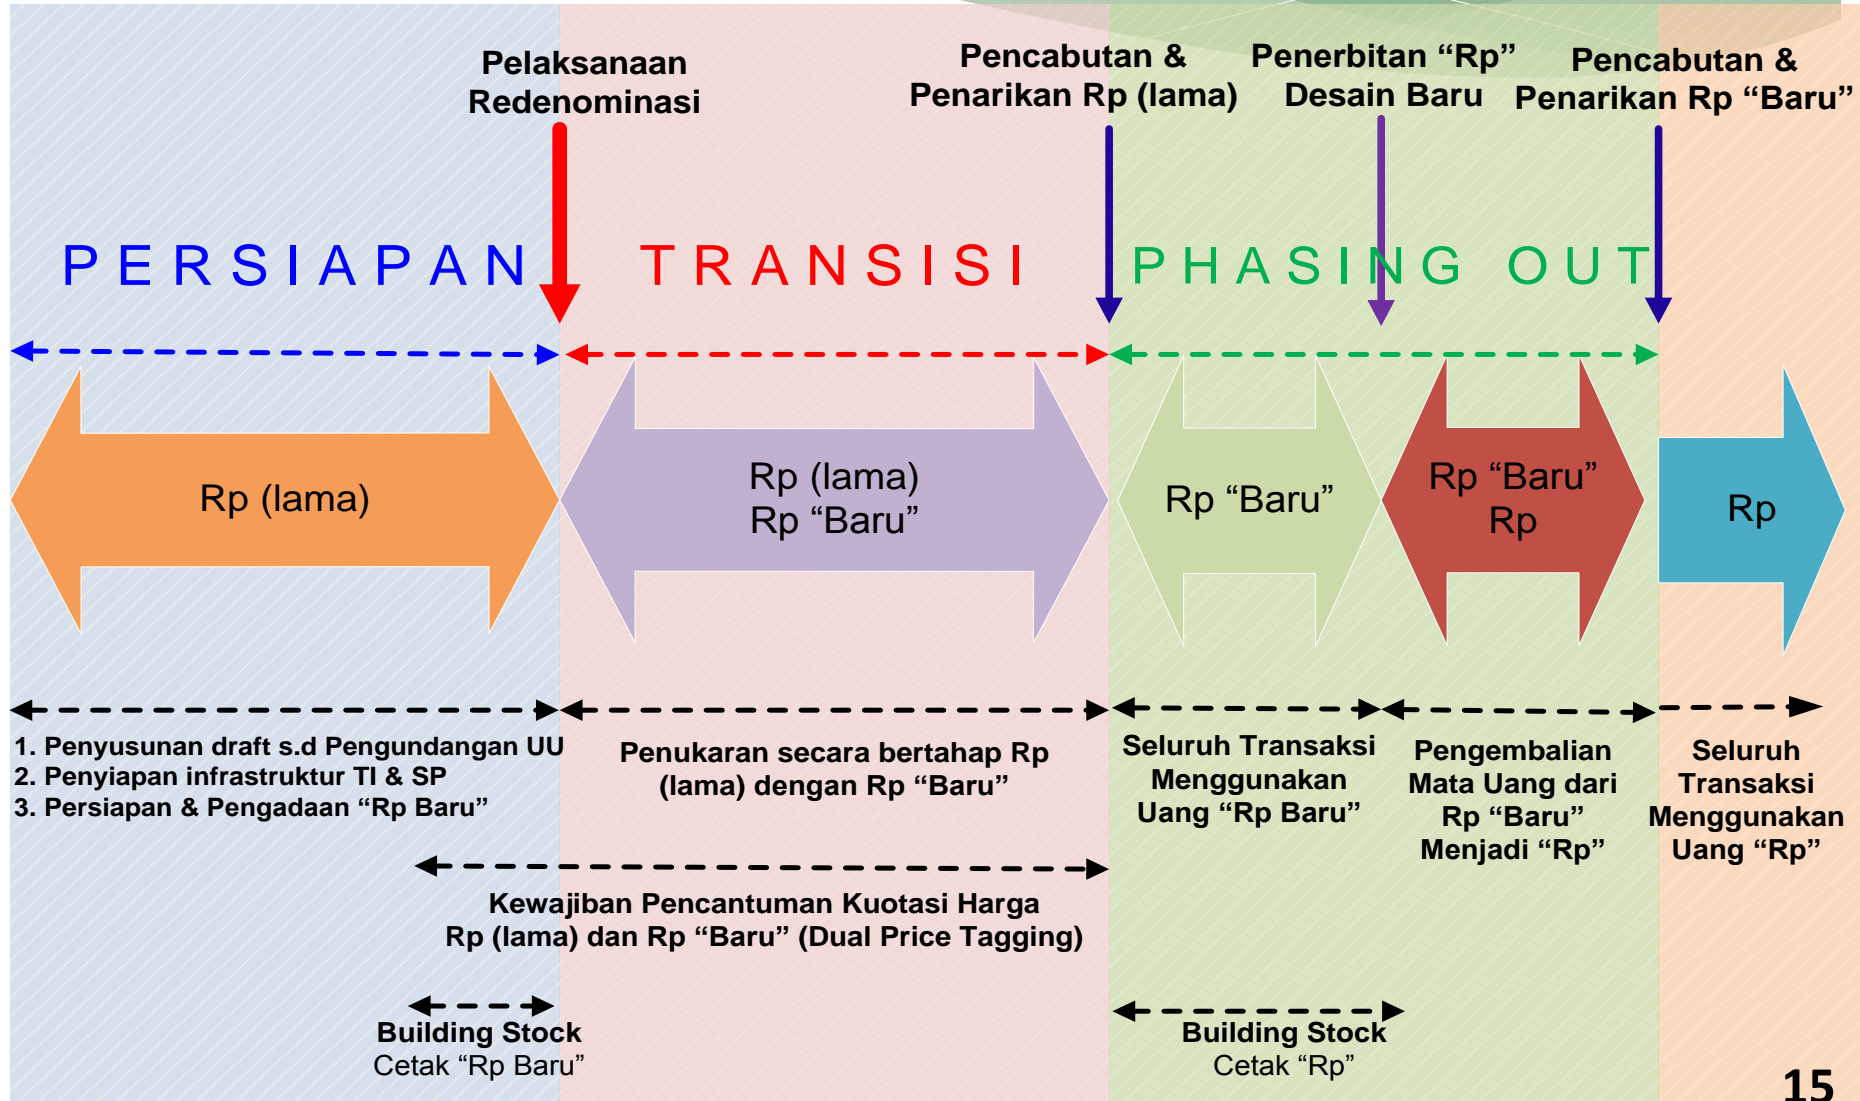 Pelaksanaan
Redenominasi
Pencabutan &
Penarikan Rp (lama)
Penerbitan “Rp”
Desain Baru
Pencabutan &
Penarikan Rp “Baru”
PERSIAPAN
TRANSISI
PHASING OUT
Rp (lama)
Rp (lama)
Rp “Baru”
Rp “Baru”
Rp “Baru”
Rp
Rp
1. Penyusunan draft s.d Pengundangan UU
2. Penyiapan infrastruktur TI & SP
3. Persiapan & Pengadaan “Rp Baru”
Penukaran secara bertahap Rp
(lama) dengan Rp “Baru”
Seluruh Transaksi
Menggunakan
Uang “Rp Baru”
Pengembalian
Mata Uang dari
Rp “Baru”
Menjadi “Rp”
Seluruh
Transaksi
Menggunakan
Uang “Rp”
Kewajiban Pencantuman Kuotasi Harga
Rp (lama) dan Rp “Baru” (Dual Price Tagging)
Building Stock
Cetak “Rp Baru”
Building Stock
Cetak “Rp”
15